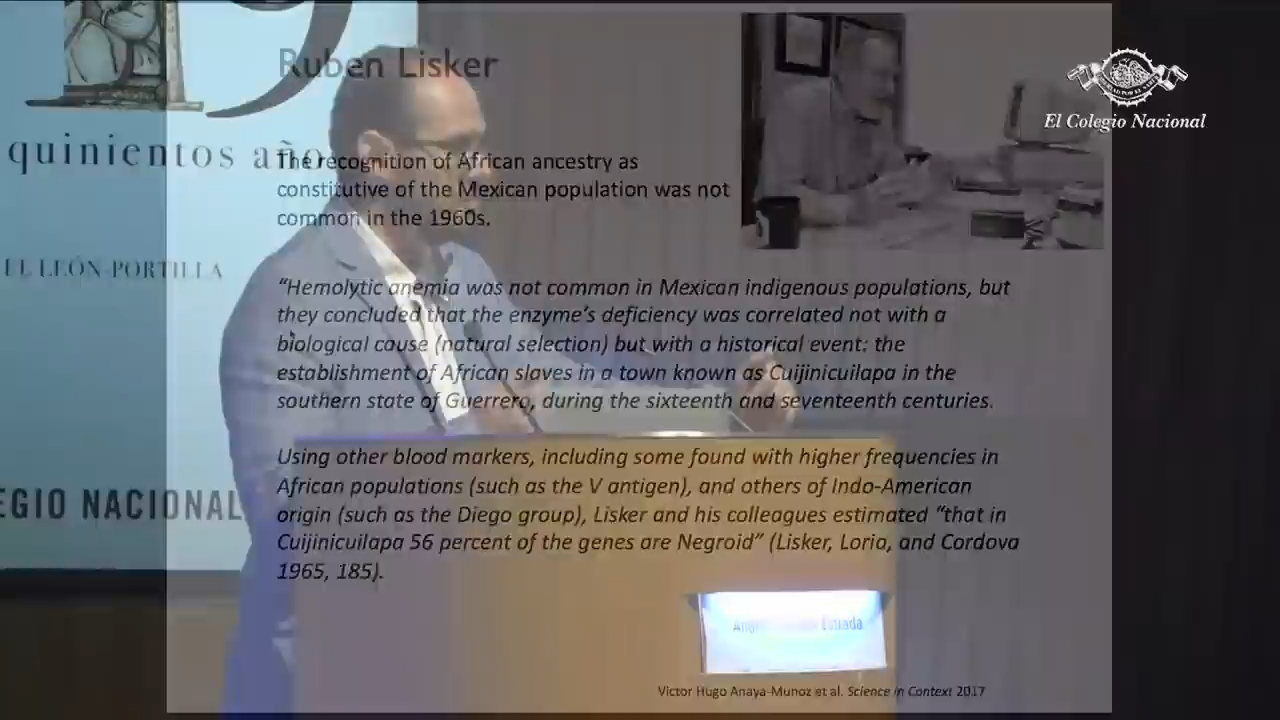 Ruben Lisker
El Colegio Nacional
quinientos año
The recognition of African ancestry as
constitutive of the Mexican population was not
common in the 1960s.
EL LEÓN-PORTILLA
“Hemolytic anemia was not common in Mexican indigenous populations, but
they concluded that the enzyme’s deficiency was correlated not with a
biological cause (natural selection) but with a historical event: the
establishment of African slaves in a town known as Cuijinicuilapa in the
southern state of Guerrero, during the sixteenth and seventeenth centuries.
Using other blood markers, including some found with higher frequencies in
African populations (such as the V antigen), and others of Indo-American
origin (such as the Diego group), Lisker and his colleagues estimated “that in
Cuijinicuilapa 56 percent of the genes are Negroid” (Lisker, Loria, and Cordova
1965, 185).
EGIO NACIONAL
Estrada
Victor Hugo Anaya-Munoz et al. Science in Context 2017